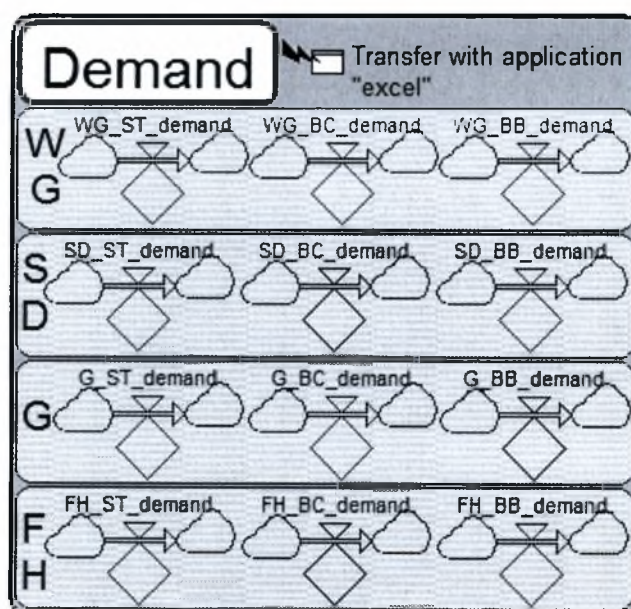 Demand
Transfer with application
"excel"
W
G
WG_ST_demand WG_BC_demand WG_BB_demand
S
D
SD_ST_demand SD_BC_demand SD_BB_demand
G
G_ST_demand G_BC_demand G_BB_demand
F
H
FH_ST_demand FH_BC_demand FH_BB_demand